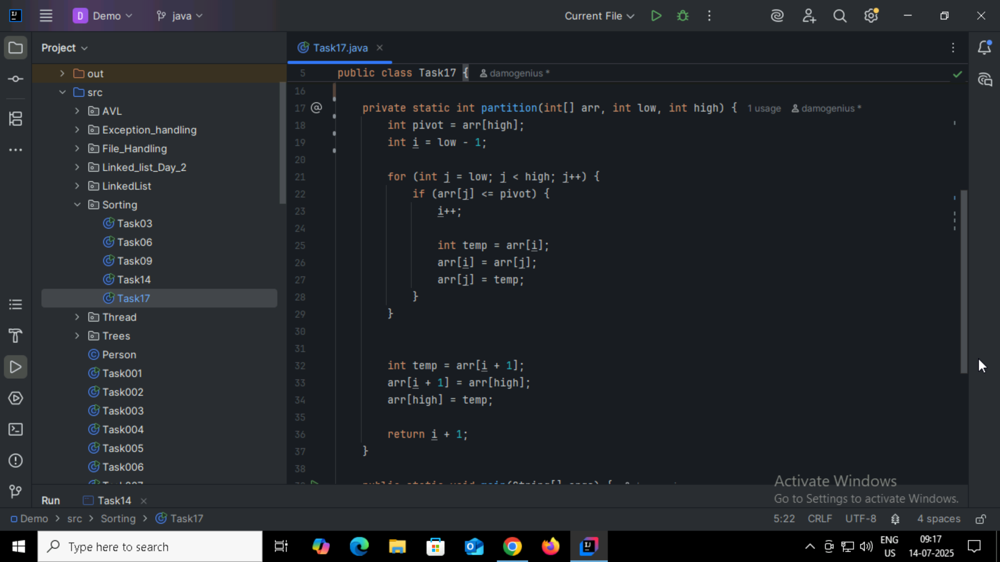 Demo
java
Current File
Project
Task17.java
out
src
AVL
Exception_handling
File_Handling
Linked_list_Day_2
LinkedList
Sorting
Task03
Task06
Task09
Task14
Task17
Thread
Trees
Person
Task001
Task002
Task003
Task004
Task005
Task006
5 public class Task17 { damogenius *
16
17 @ private static int partition(int[] arr, int low, int high) { 1 usage damogenius *
18 int pivot = arr[high];
19 int i = low - 1;
20
21 for (int j = low; j < high; j++) {
22 if (arr[j] <= pivot) {
23 i++;
24
25 int temp = arr[i];
26 arr[i] = arr[j];
27 arr[j] = temp;
28 }
29 }
30
31
32 int temp = arr[i + 1];
33 arr[i + 1] = arr[high];
34 arr[high] = temp;
35
36 return i + 1;
37 }
38
Activate Windows
Go to Settings to activate Windows.
Run Task14
Demo > src > Sorting > Task17
5:22 CRLF UTF-8 4 spaces
Type here to search
ENG
US
09:17
14-07-2025